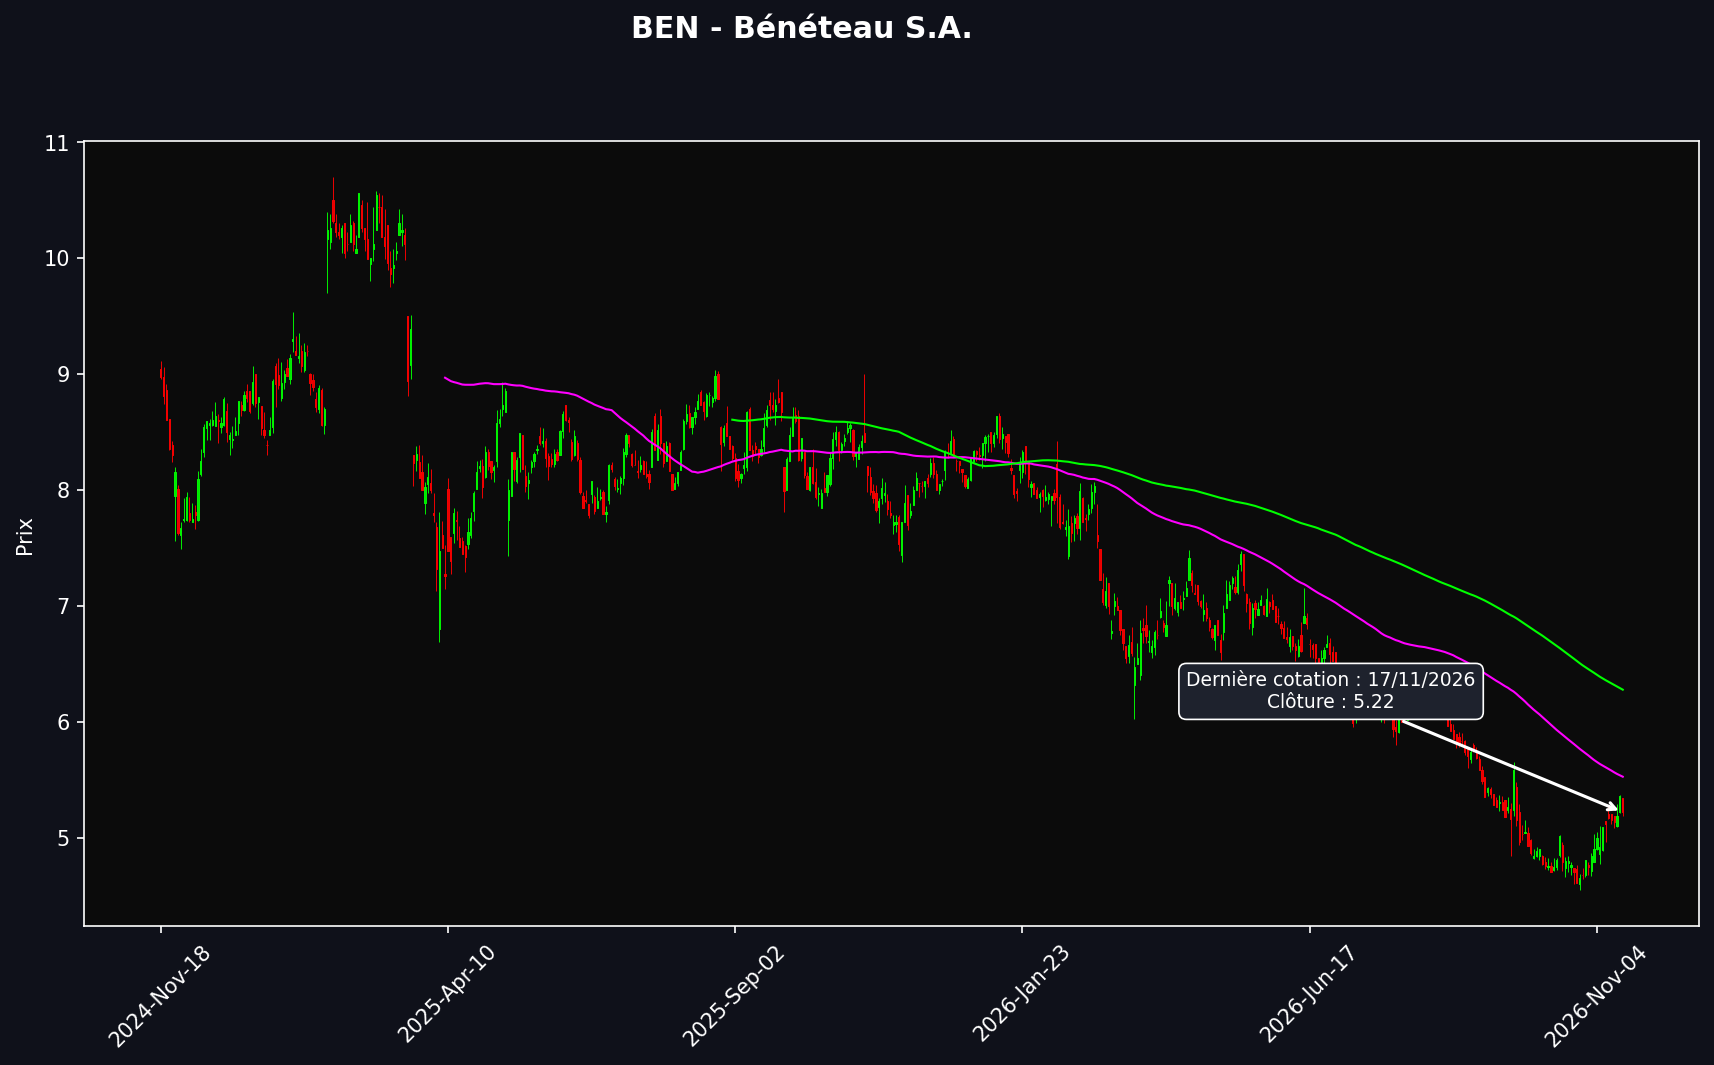 BEN - Bénéteau S.A.
Prix
11
10
9
8
7
6
5
Dernière cotation : 17/11/2026
Clôture : 5.22
2024-Nov-18
2025-Apr-10
2025-Sep-02
2026-Jan-23
2026-Jun-17
2026-Nov-04